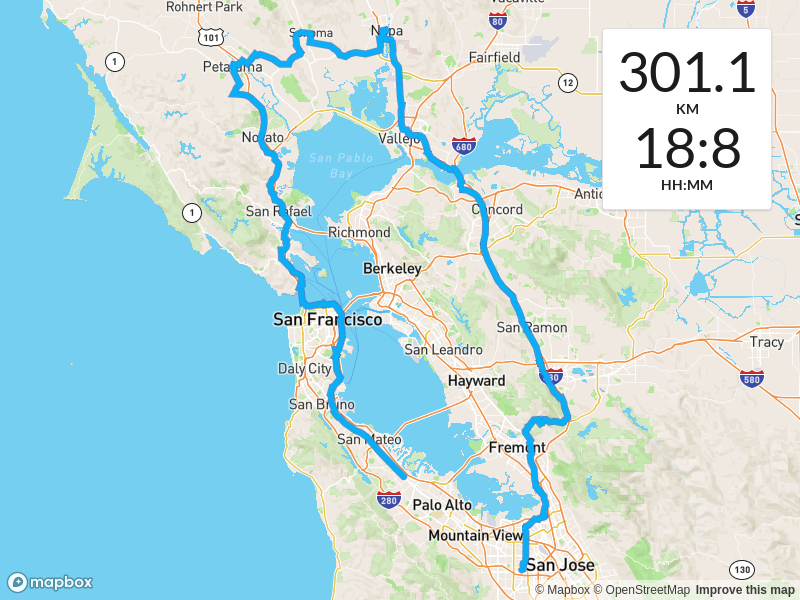 Rohnert Park
Vacaville
5
80
101
Sonoma
Napa
1
Petaluma
Fairfield
12
301.1
KM
18:8
HH:MM
Novato
Vallejo
680
San Pablo
Bay
1
San Rafael
Concord
Antio
S
Richmond
Berkeley
San Francisco
San Ramon
San Leandro
Tracy
Daly City
Hayward
580
580
San Bruno
San Mateo
Fremont
280
Palo Alto
Mountain View
San Jose
130
mapbox
© Mapbox © OpenStreetMap Improve this map